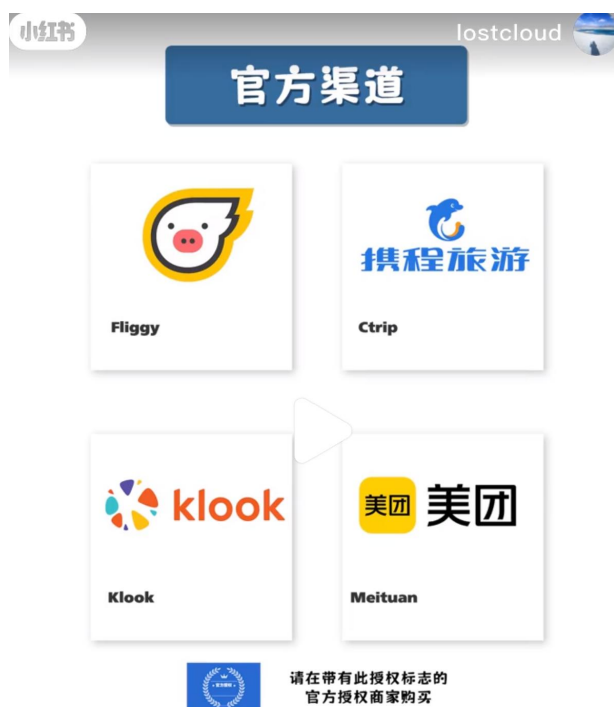 小红书
lostcloud
官方渠道
Fliggy
携程旅游
Ctrip
klook
Klook
美团 美团
Meituan
请在带有此授权标志的
官方授权商家购买